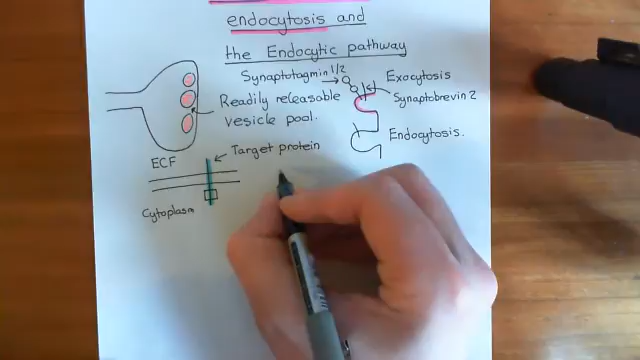 endocytosis and
the Endocytic pathway
Synaptotagmin 1/2
Exocytosis
Synaptobrevin 2
Readily releasable
vesicle pool.
Endocytosis.
Target protein
ECF
Cytoplasm